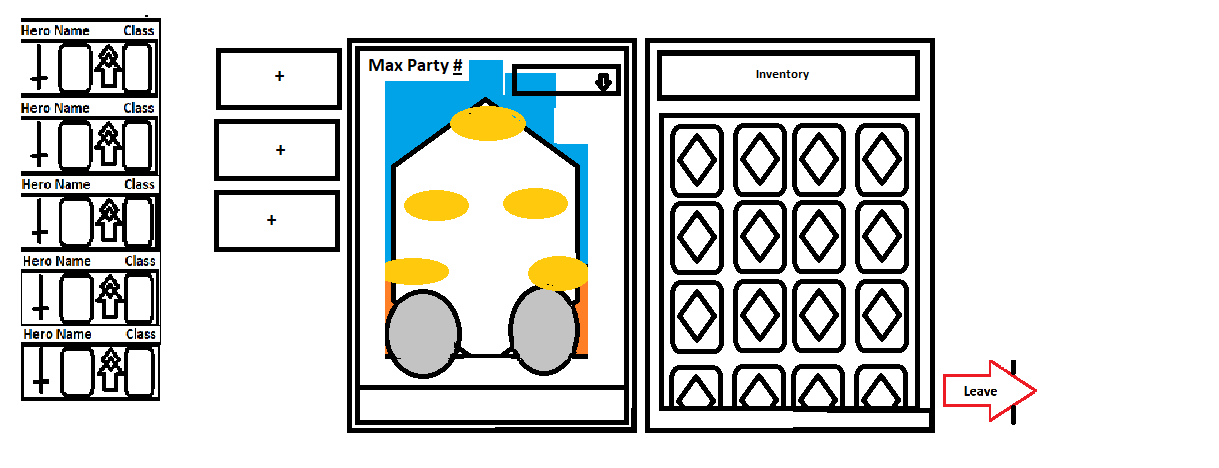 Hero Name Class
Hero Name Class
Hero Name Class
Hero Name Class
Hero Name Class
+
+
+
Max Party #
Inventory
Leave